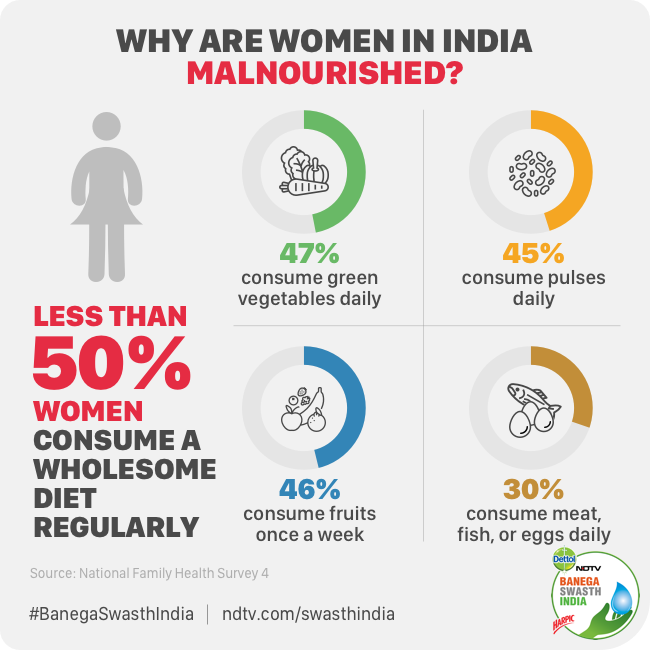 WHY ARE WOMEN IN INDIA
MALNOURISHED?
47%
consume green
vegetables daily
45%
consume pulses
daily
LESS THAN
50%
WOMEN
CONSUME A
WHOLESOME
DIET
REGULARLY
46%
consume fruits
once a week
30%
consume meat,
fish, or eggs daily
Source: National Family Health Survey 4
#BanegaSwasthIndia
ndtv.com/swasthindia
Dettol
NDTV
BANEGA
SWASTH
INDIA
HARPIC